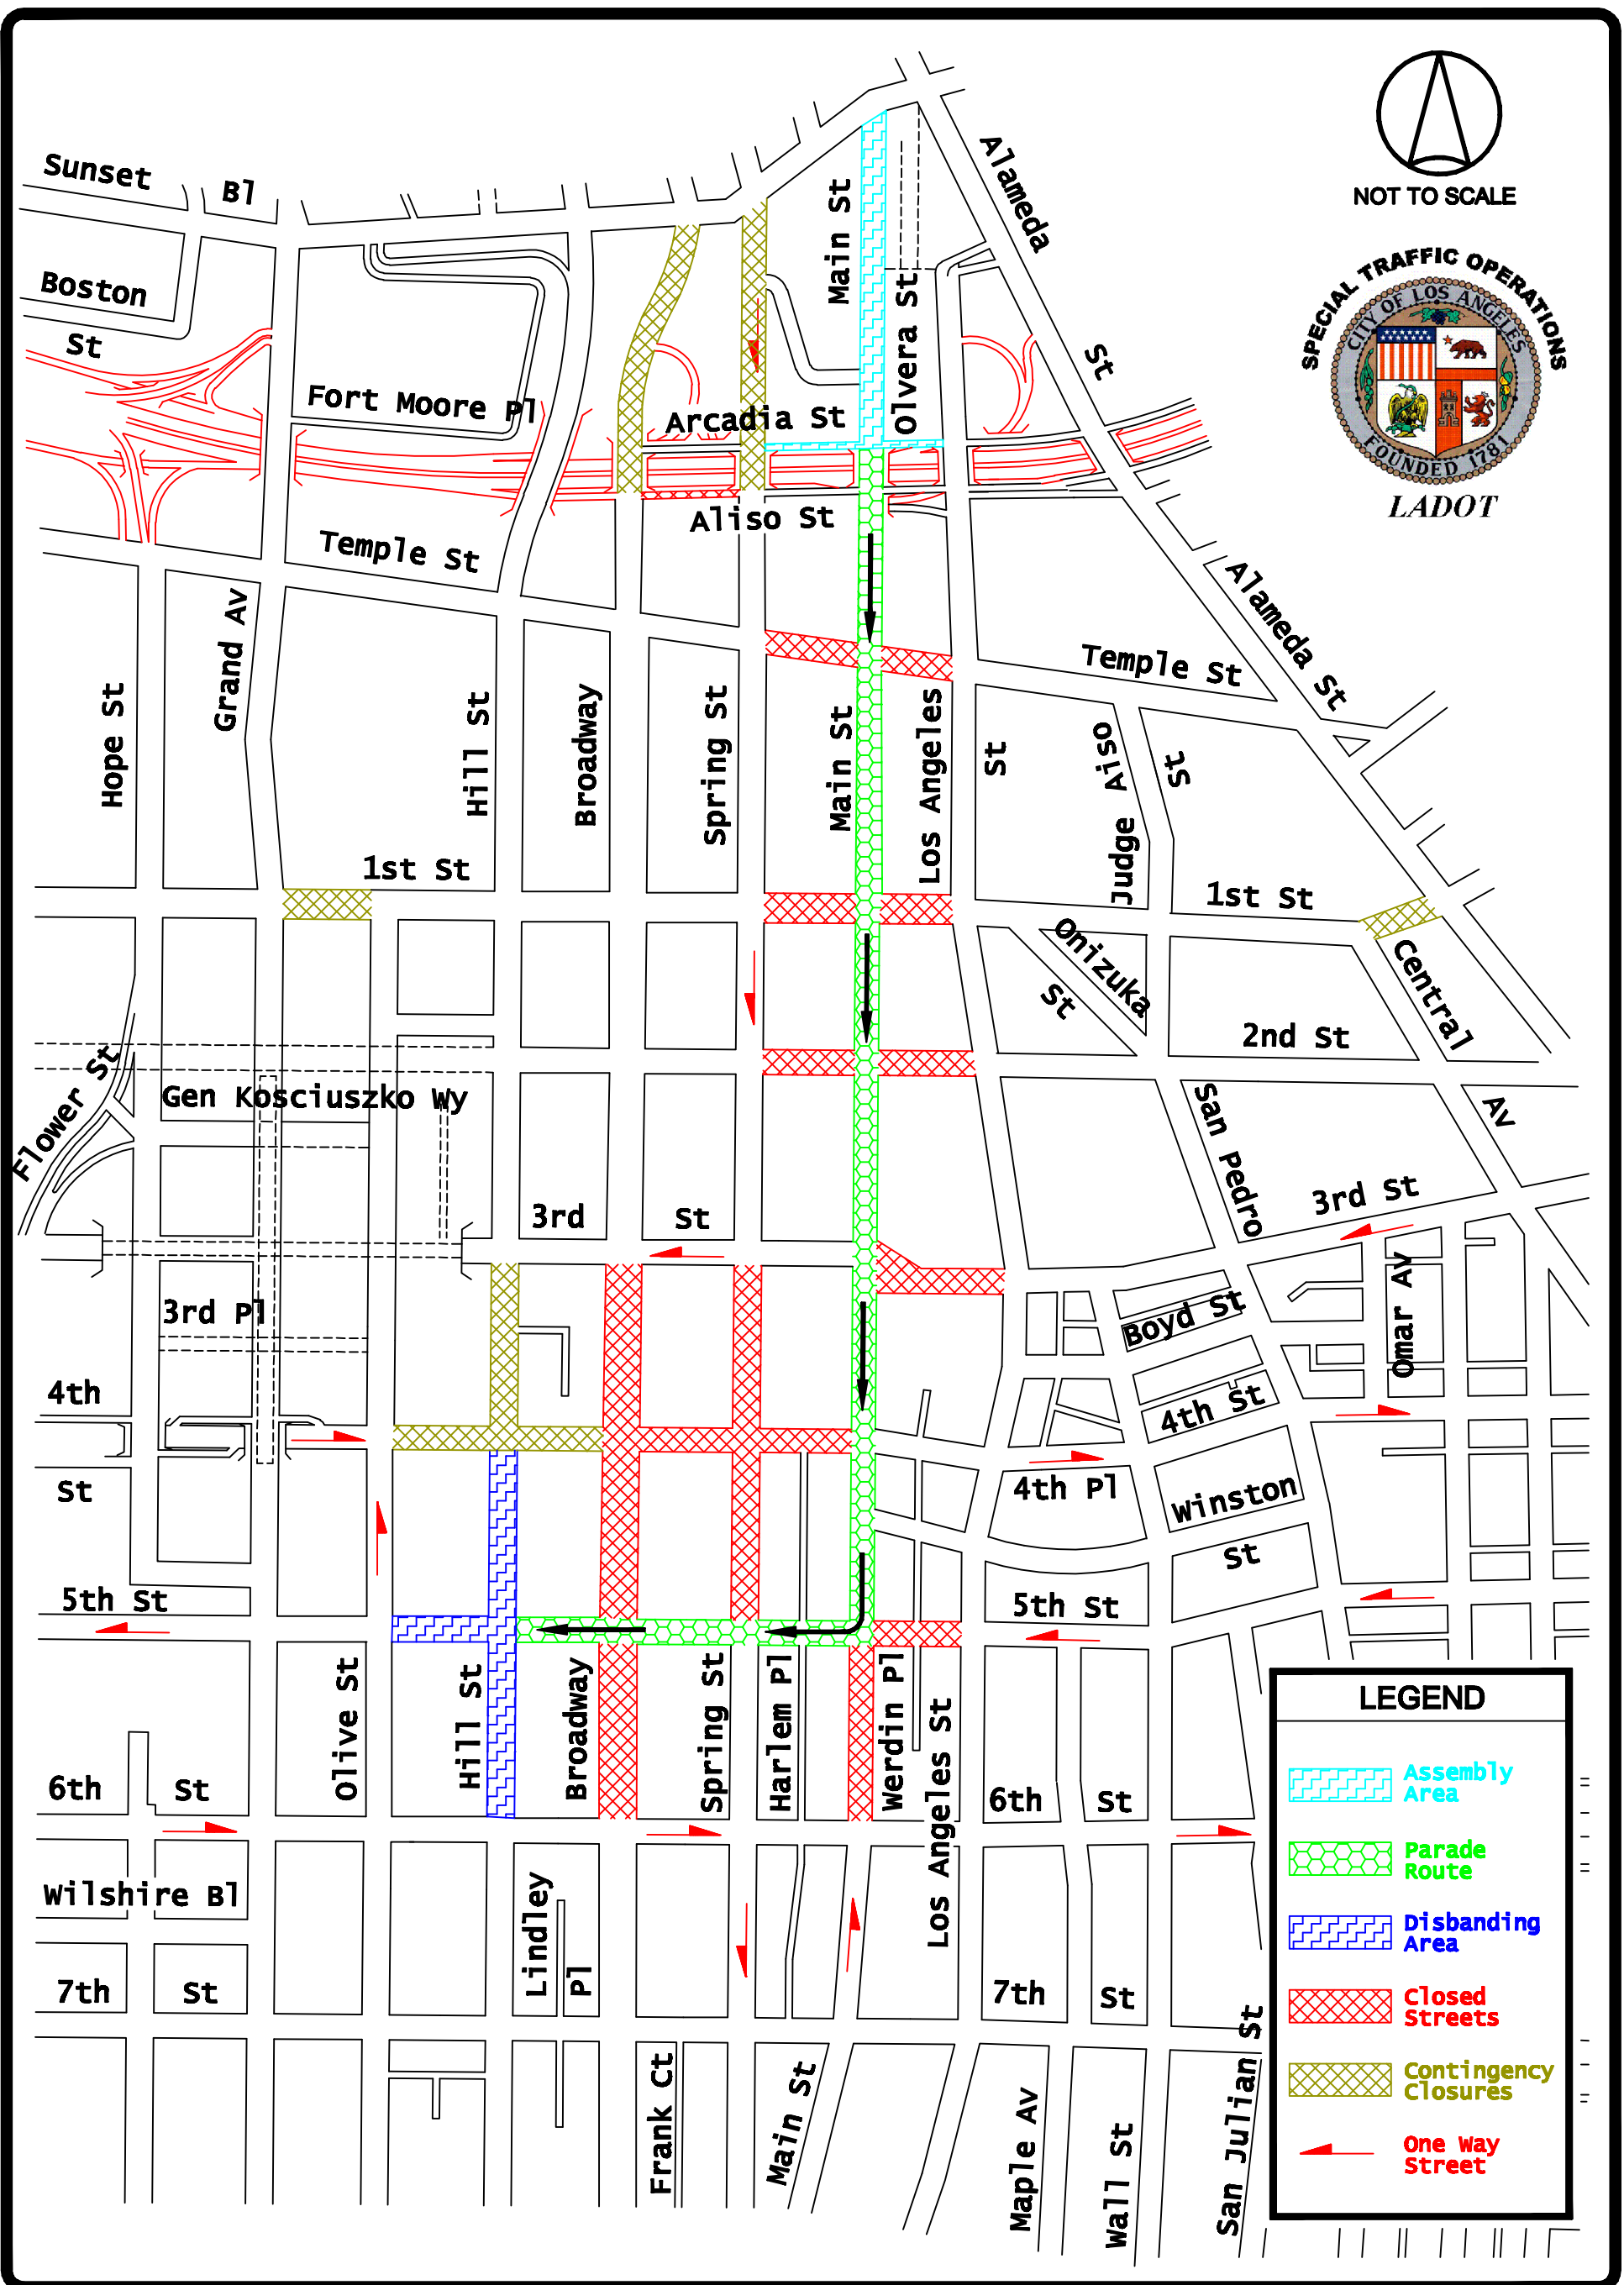 NOT TO SCALE
SPECIAL TRAFFIC OPERATIONS
CITY OF LOS ANGELES
FOUNDED 1781
LADOT
Sunset
Bl
Boston
St
Fort Moore Pl
Arcadia St
Main St
Olvera St
Alameda
St
Aliso St
Temple St
Hope St
Grand Av
Hill St
Broadway
Spring St
Main St
Los Angeles
St
Temple St
Alameda St
Judge Aiso
St
1st St
1st St
Onizuka
St
Central
Av
2nd St
Flower St
Gen Kosciuszko Wy
San Pedro
3rd
St
3rd St
3rd Pl
Boyd St
Omar Av
4th
St
4th St
4th Pl
Winston
St
5th St
5th St
Olive St
Hill St
Broadway
Spring St
Harlem Pl
Werdin Pl
Los Angeles St
6th
St
6th
St
Wilshire Bl
Lindley
Pl
7th
St
7th
St
Frank Ct
Main St
Maple Av
Wall St
San Julian St
LEGEND
Assembly
Area
Parade
Route
Disbanding
Area
Closed
Streets
Contingency
Closures
One Way
Street